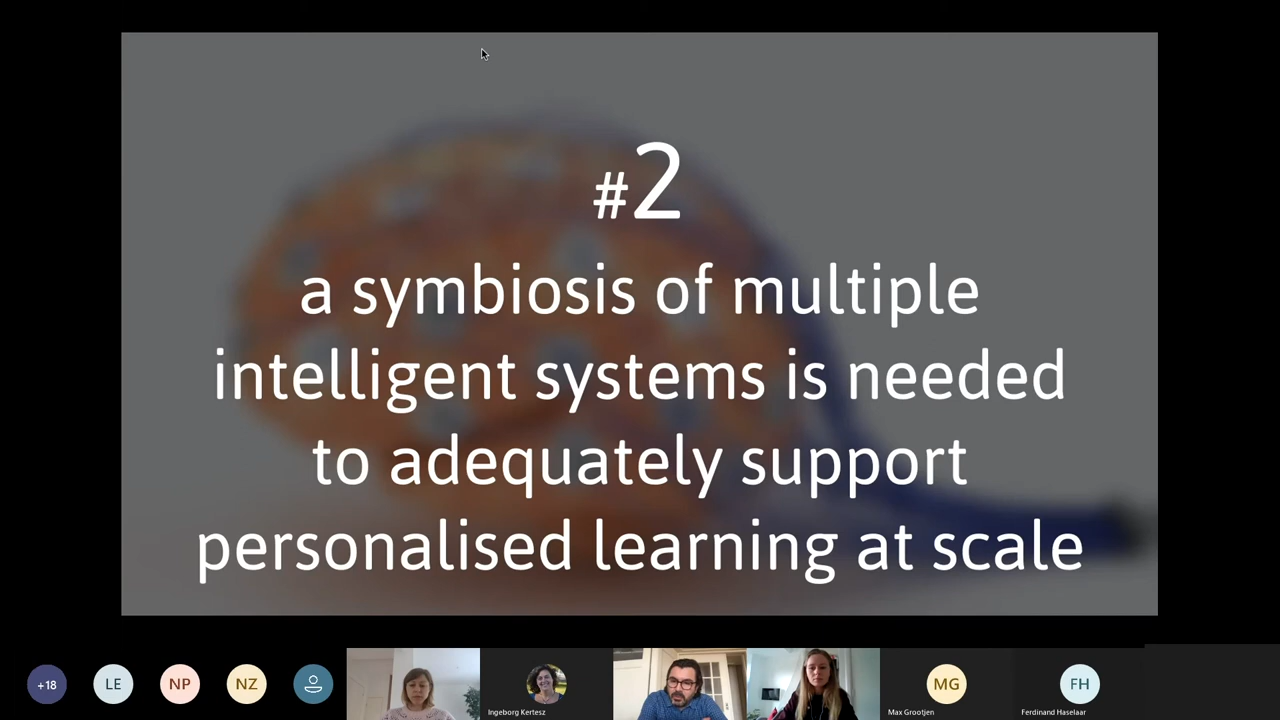 #2
a symbiosis of multiple
intelligent systems is needed
to adequately support
personalised learning at scale
+18
LE
NP
NZ
Ingeborg Kertesz
MG
Max Grootjen
FH
Ferdinand Haselaar